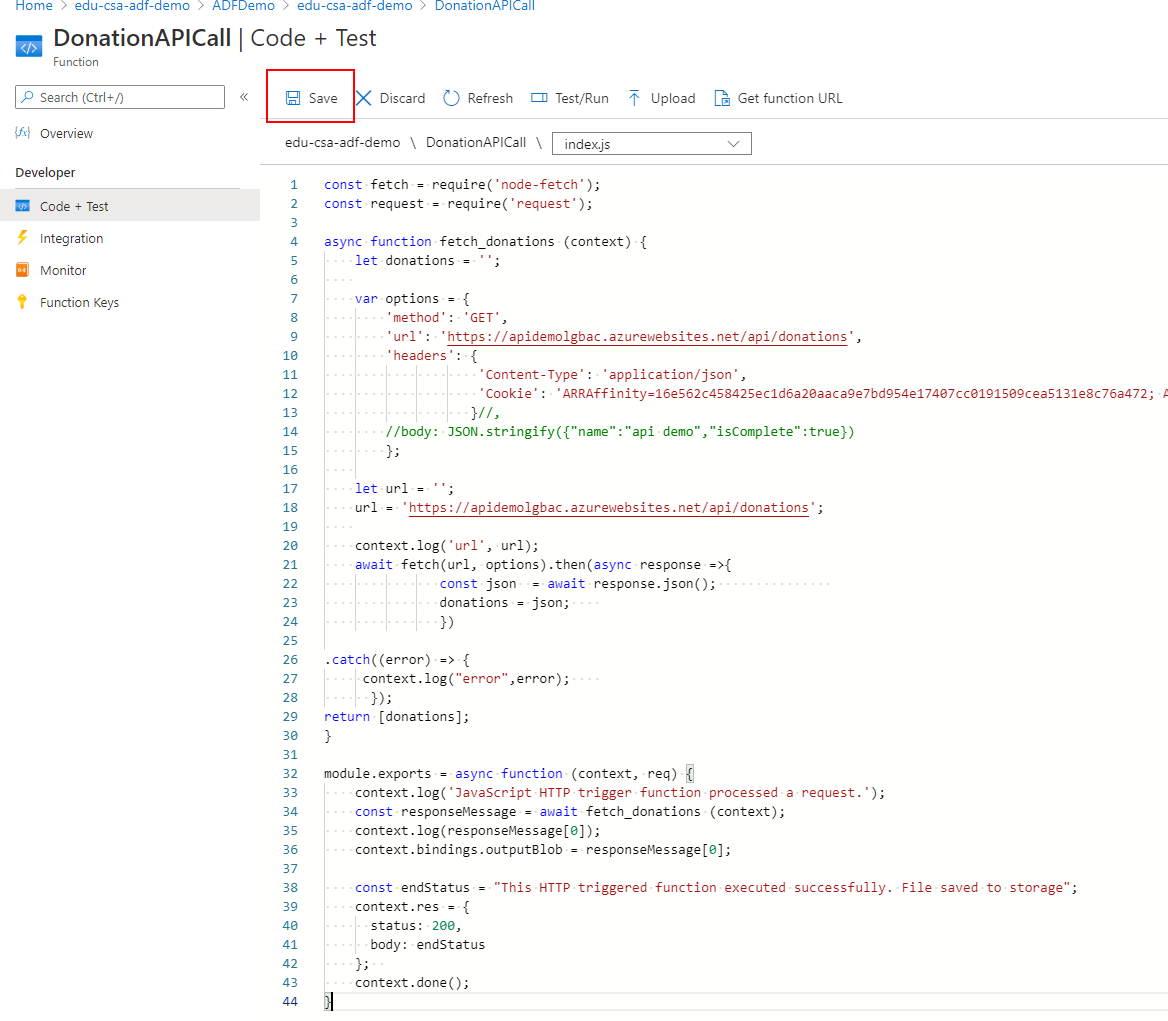 Home > edu-csa-adf-demo > ADFDemo > edu-csa-adf-demo > DonationAPICall
DonationAPICall | Code + Test
Function
Search (Ctrl+/)
«
Save
Discard
Refresh
Test/Run
Upload
Get function URL
Overview
Developer
Code + Test
Integration
Monitor
Function Keys
edu-csa-adf-demo \ DonationAPICall \ index.js
1 const fetch = require('node-fetch');
2 const request = require('request');
3
4 async function fetch_donations (context) {
5     let donations = '';
6
7     var options = {
8         'method': 'GET',
9         'url': 'https://apidemolgbac.azurewebsites.net/api/donations',
10         'headers': {
11                     'Content-Type': 'application/json',
12                     'Cookie': 'ARRAffinity=16e562c458425ec1d6a20aaca9e7bd954e17407cc0191509cea5131e8c76a472; A
13                    }//,
14         //body: JSON.stringify({"name":"api demo","isComplete":true})
15         };
16
17     let url = '';
18     url = 'https://apidemolgbac.azurewebsites.net/api/donations';
19
20     context.log('url', url);
21     await fetch(url, options).then(async response =>{
22                const json  = await response.json();
23                donations = json;
24                })
25
26 .catch((error) => {
27      context.log("error",error);
28       });
29 return [donations];
30 }
31
32 module.exports = async function (context, req) {
33     context.log('JavaScript HTTP trigger function processed a request.');
34     const responseMessage = await fetch_donations (context);
35     context.log(responseMessage[0]);
36     context.bindings.outputBlob = responseMessage[0];
37
38     const endStatus = "This HTTP triggered function executed successfully. File saved to storage";
39     context.res = {
40       status: 200,
41       body: endStatus
42     };
43     context.done();
44 }